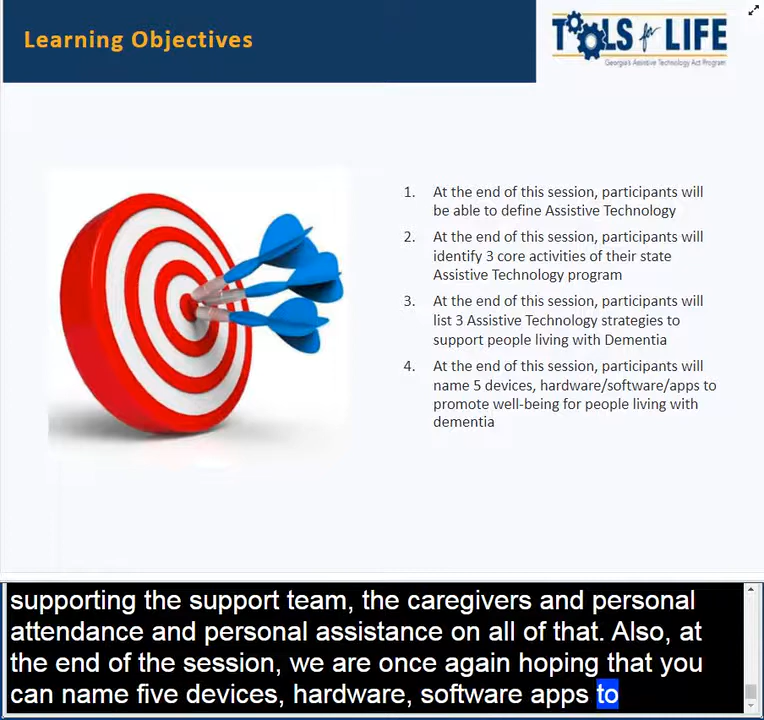 Learning Objectives
TOOLS for LIFE
Georgia's Assistive Technology Act Program
1. At the end of this session, participants will
be able to define Assistive Technology
2. At the end of this session, participants will
identify 3 core activities of their state
Assistive Technology program
3. At the end of this session, participants will
list 3 Assistive Technology strategies to
support people living with Dementia
4. At the end of this session, participants will
name 5 devices, hardware/software/apps to
promote well-being for people living with
dementia
supporting the support team, the caregivers and personal
attendance and personal assistance on all of that. Also, at
the end of the session, we are once again hoping that you
can name five devices, hardware, software apps to